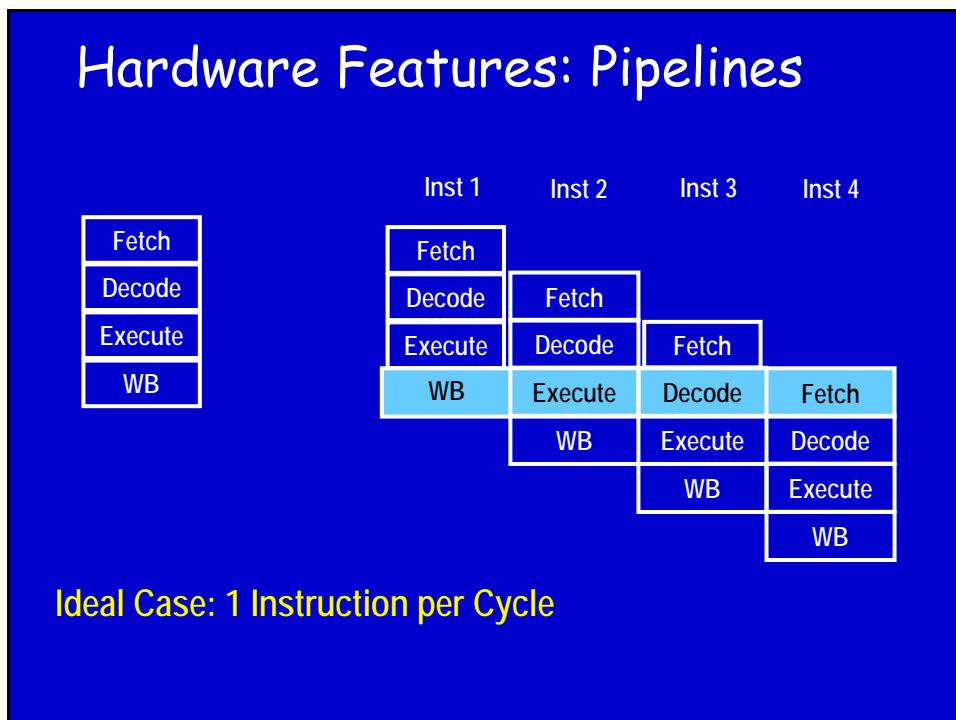 Hardware Features: Pipelines
Inst 1 Inst 2 Inst 3 Inst 4
Fetch Fetch
Decode Decode Fetch
Execute Execute Decode Fetch
WB WB Execute Decode Fetch
WB Execute Decode
WB Execute
WB
Ideal Case: 1 Instruction per Cycle